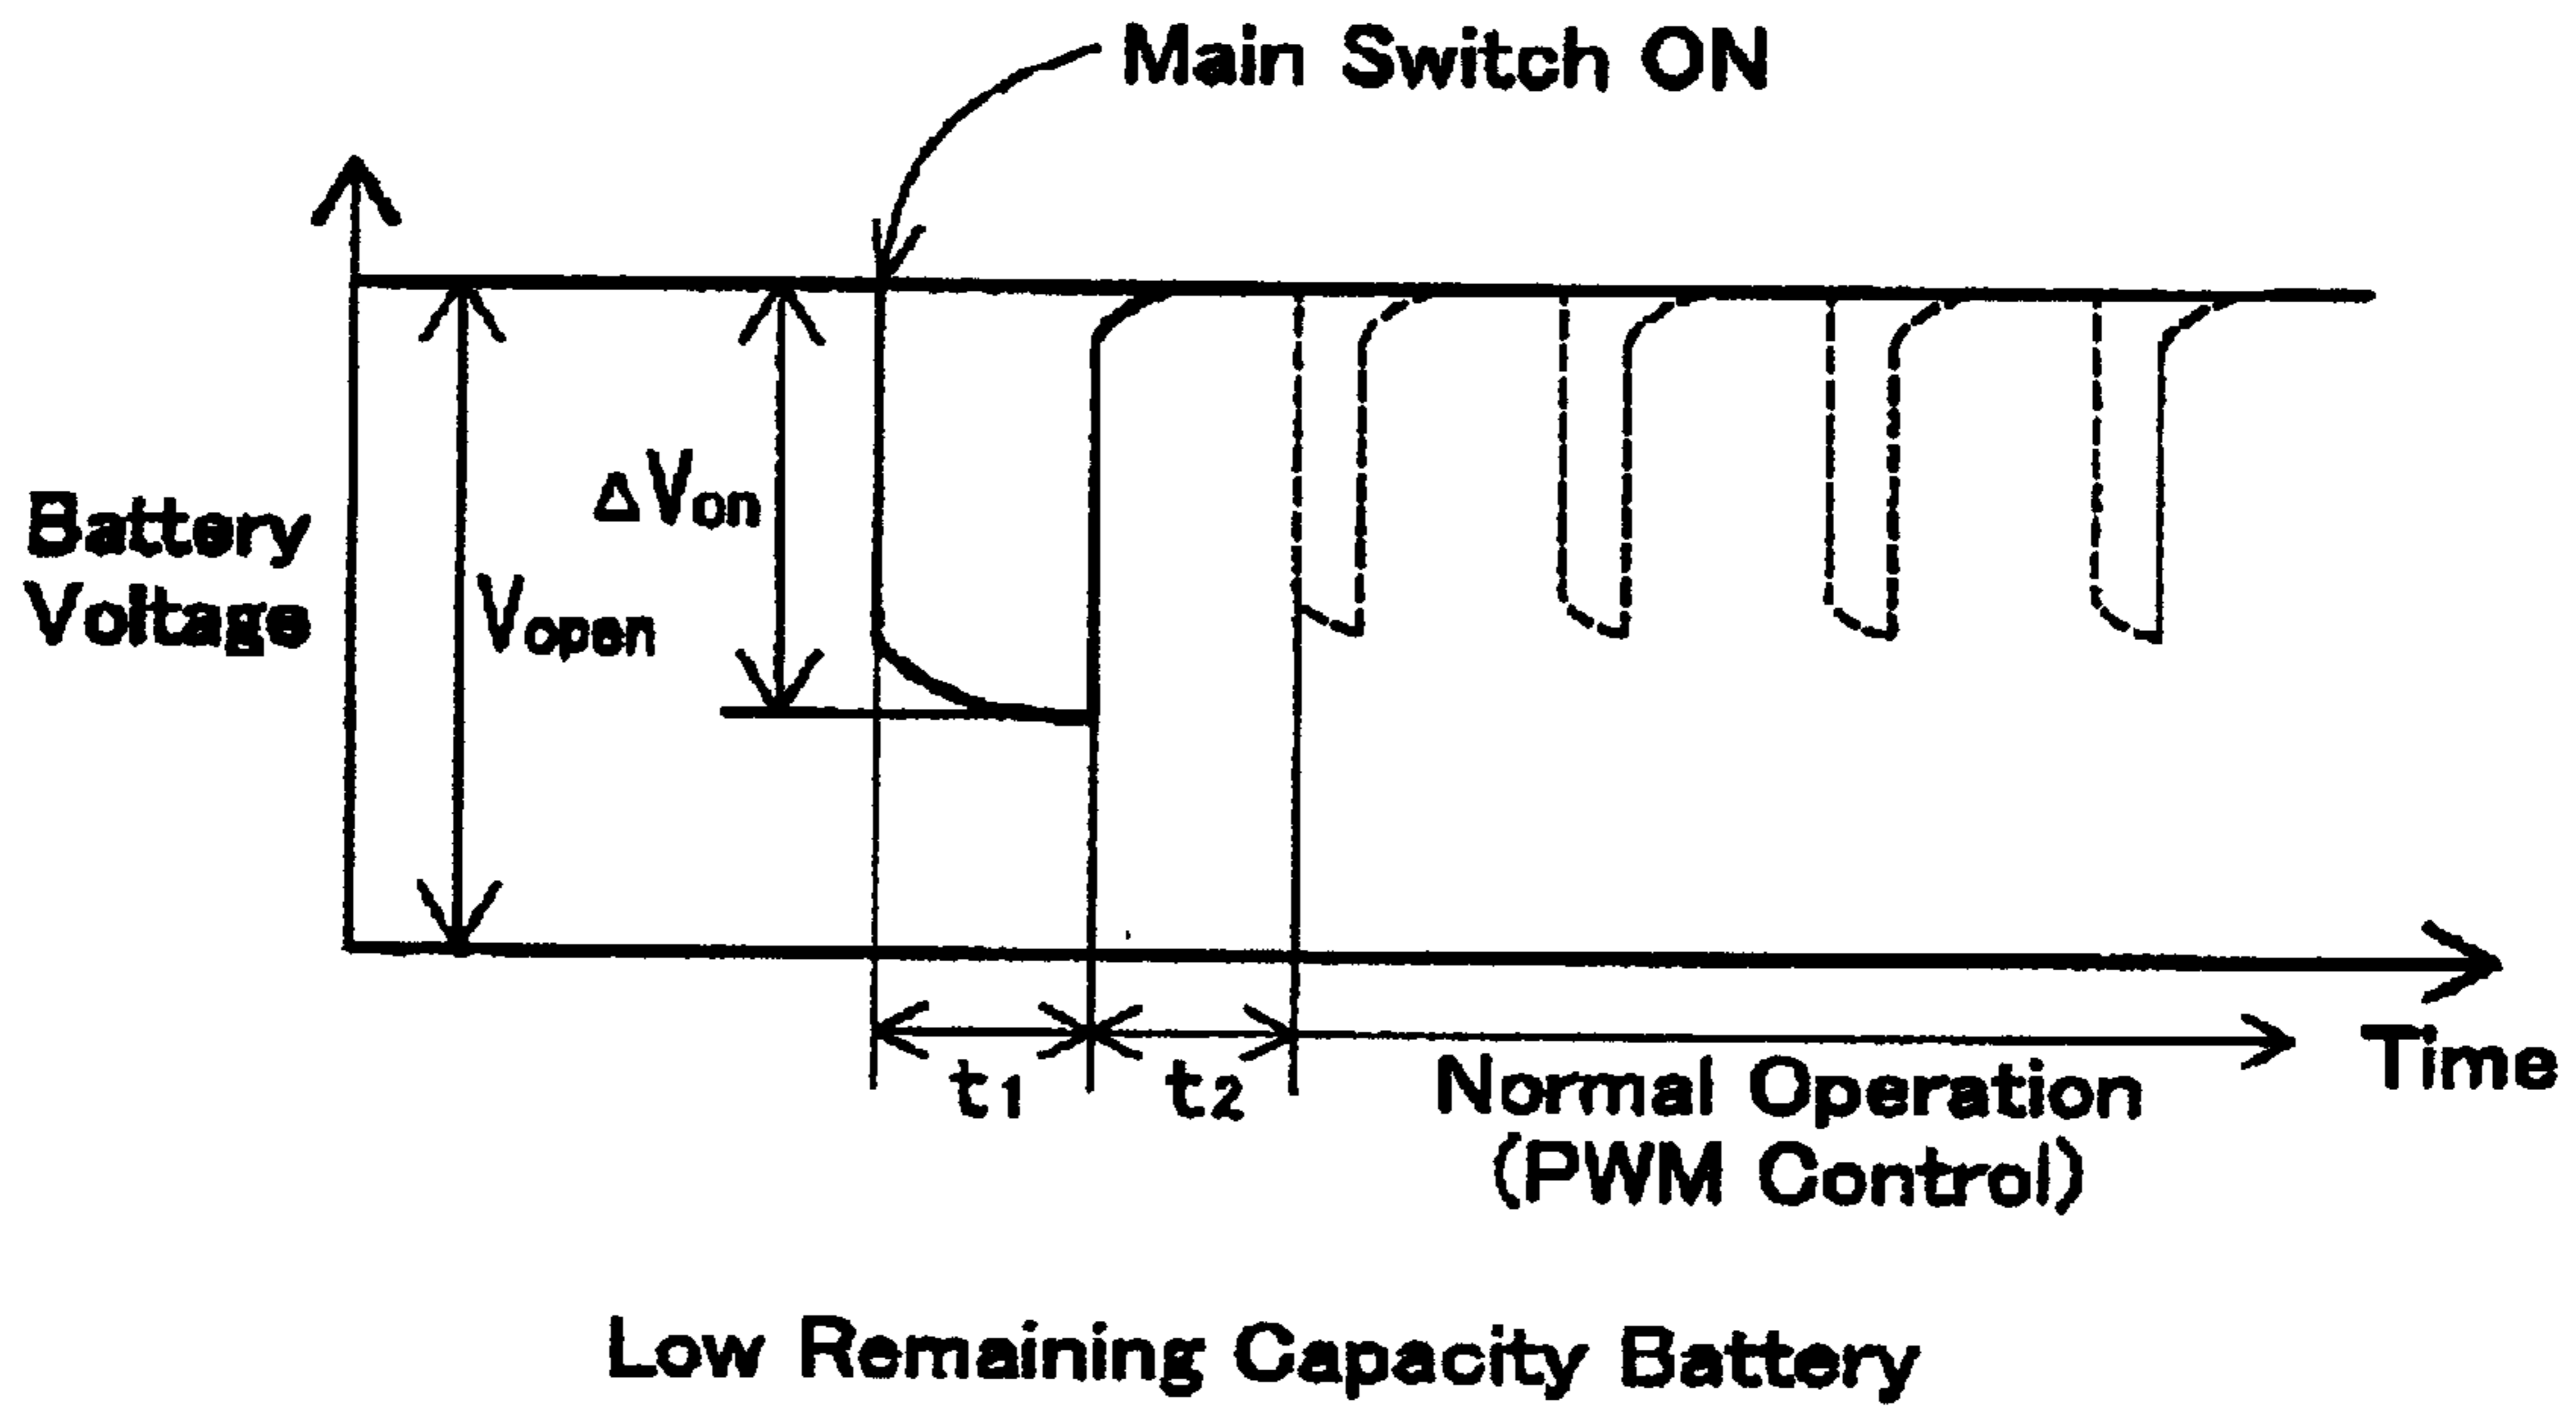 Main Switch ON
Battery
Voltage
ΔVon
Vopen
t1
t2
Normal Operation
(PWM Control)
Time
Low Remaining Capacity Battery